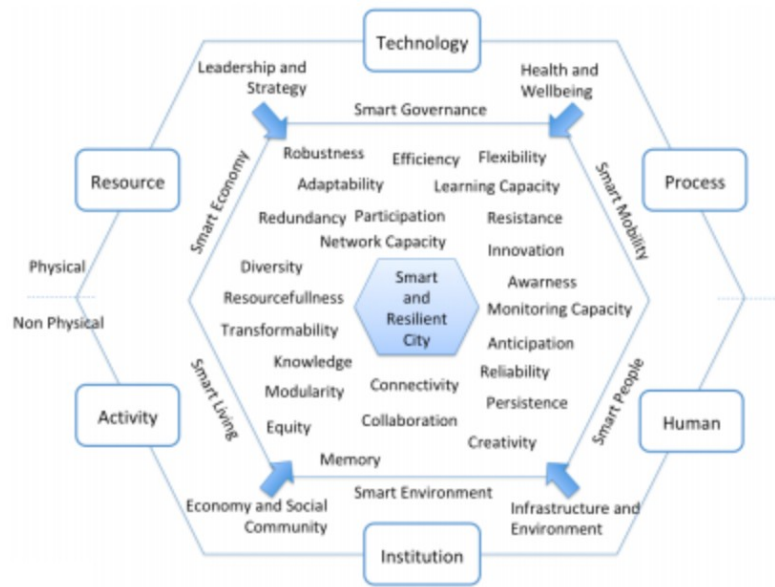 Technology
Leadership and
Strategy
Health and
Wellbeing
Smart Governance
Resource
Process
Smart Economy
Smart Mobility
Robustness
Efficiency
Flexibility
Adaptability
Learning Capacity
Redundancy
Participation
Resistance
Network Capacity
Innovation
Physical
Diversity
Smart
and
Resilient
City
Awarness
Resourcefullness
Monitoring Capacity
Non Physical
Transformability
Anticipation
Knowledge
Reliability
Modularity
Connectivity
Persistence
Smart Living
Smart People
Activity
Human
Equity
Collaboration
Creativity
Memory
Smart Environment
Economy and Social
Community
Infrastructure and
Environment
Institution